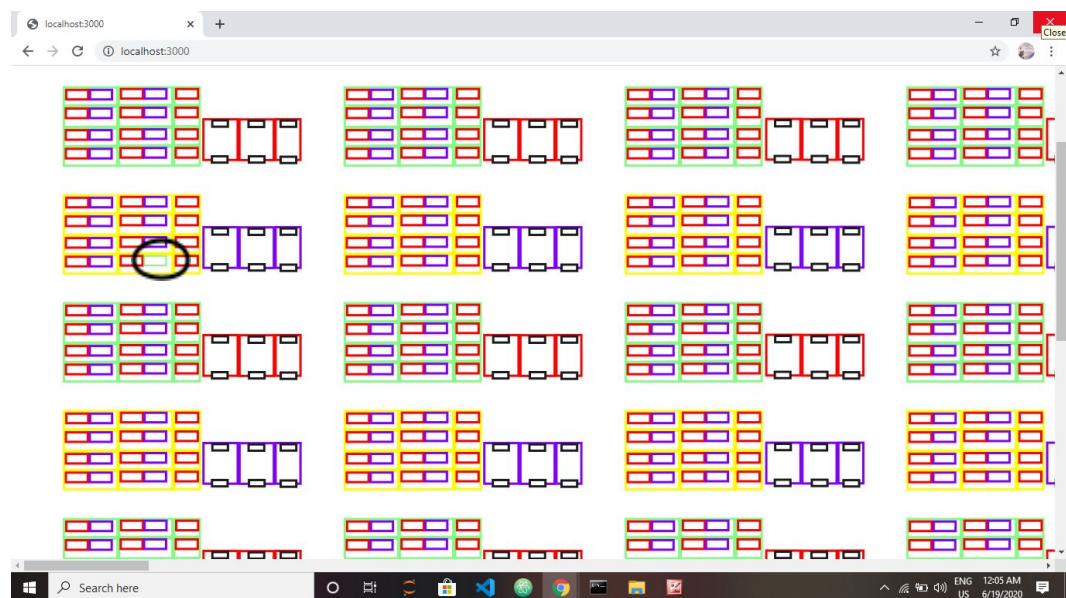 localhost:3000
Close
localhost:3000
Search here
ENG 12:05 AM
US 6/19/2020